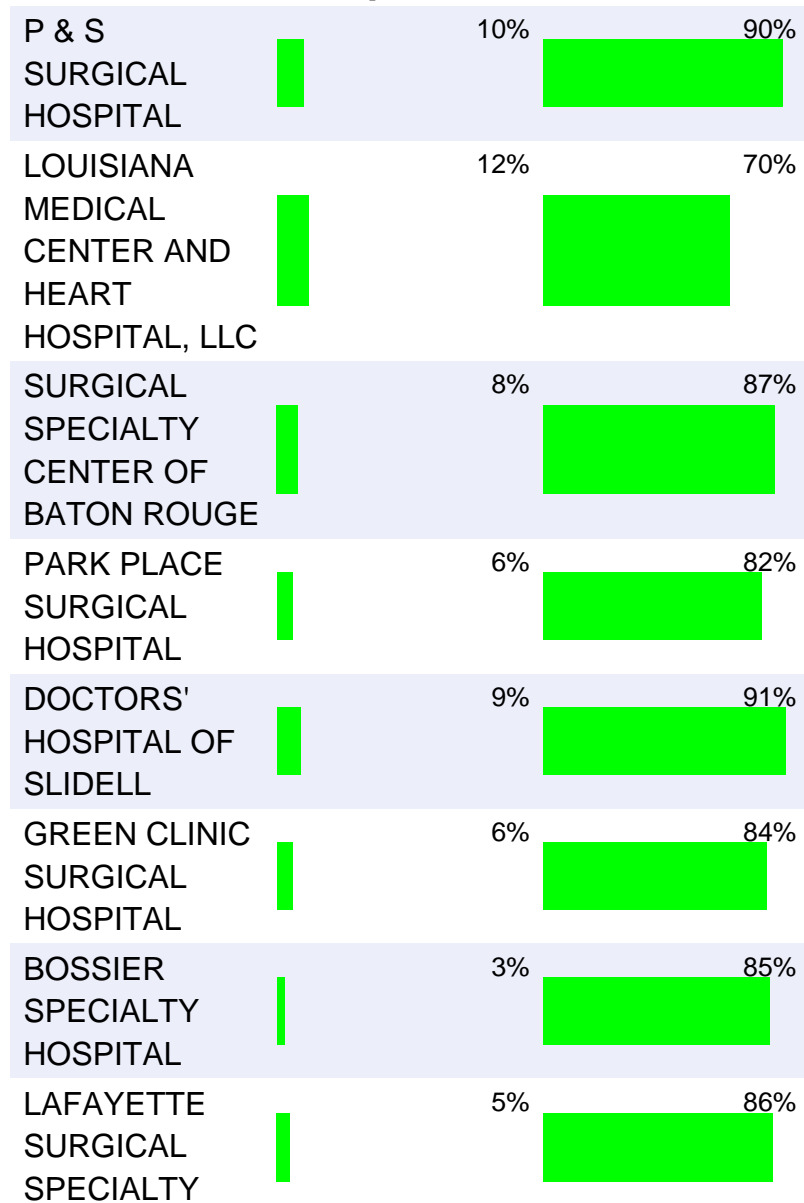 P & S 10% 90%
SURGICAL
HOSPITAL
LOUISIANA 12% 70%
MEDICAL
CENTER AND
HEART
HOSPITAL, LLC
SURGICAL 8% 87%
SPECIALTY
CENTER OF
BATON ROUGE
PARK PLACE 6% 82%
SURGICAL
HOSPITAL
DOCTORS' 9% 91%
HOSPITAL OF
SLIDELL
GREEN CLINIC 6% 84%
SURGICAL
HOSPITAL
BOSSIER 3% 85%
SPECIALTY
HOSPITAL
LAFAYETTE 5% 86%
SURGICAL
SPECIALTY